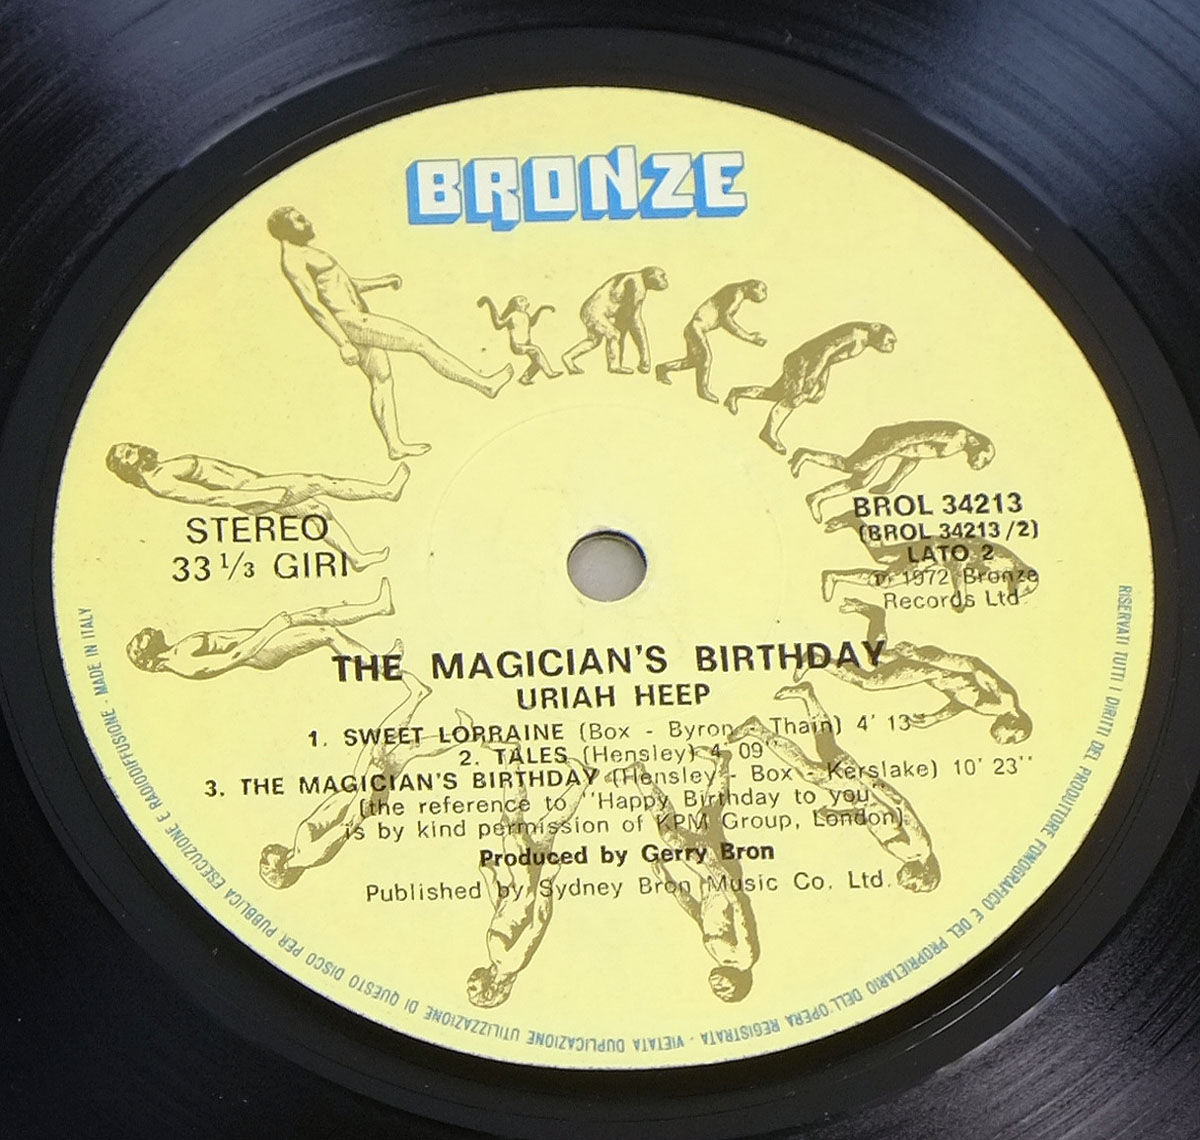 BRONZE
STEREO
33 1/3 GIRI
BROL 34213
(BROL 34213/2)
LATO 2
℗ 1972 Bronze
Records Ltd
THE MAGICIAN'S BIRTHDAY
URIAH HEEP
1. SWEET LORRAINE (Box - Byron - Thain) 4' 13"
2. TALES (Hensley) 4' 09"
3. THE MAGICIAN'S BIRTHDAY (Hensley - Box - Kerslake) 10' 23''
(the reference to "Happy Birthday to you"
is by kind permission of KPM Group, London).
Produced by Gerry Bron
Published by Sydney Bron Music Co. Ltd.
RISERVATI TUTTI I DIRITTI DEL PRODUTTORE FONOGRAFICO E DEL PROPRIETARIO DELL'OPERA REGISTRATA - VIETATA DUPLICAZIONE UTILIZZAZIONE DI QUESTO DISCO PER PUBBLICA ESECUZIONE E RADIODIFFUSIONE - MADE IN ITALY